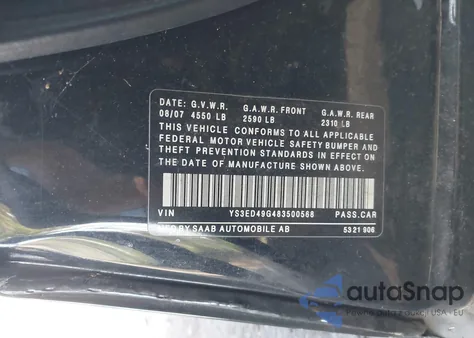 DATE: G.V.W.R. G.A.W.R. FRONT G.A.W.R. REAR
08/07 4550 LB 2590 LB 2310 LB
THIS VEHICLE CONFORMS TO ALL APPLICABLE
FEDERAL MOTOR VEHICLE SAFETY BUMPER AND
THEFT PREVENTION STANDARDS IN EFFECT ON
THE DATE OF MANUFACTURE SHOWN ABOVE.
VIN YS3ED49G483500568 PASS.CAR
MFD BY SAAB AUTOMOBILE AB 5321906
autoSnap